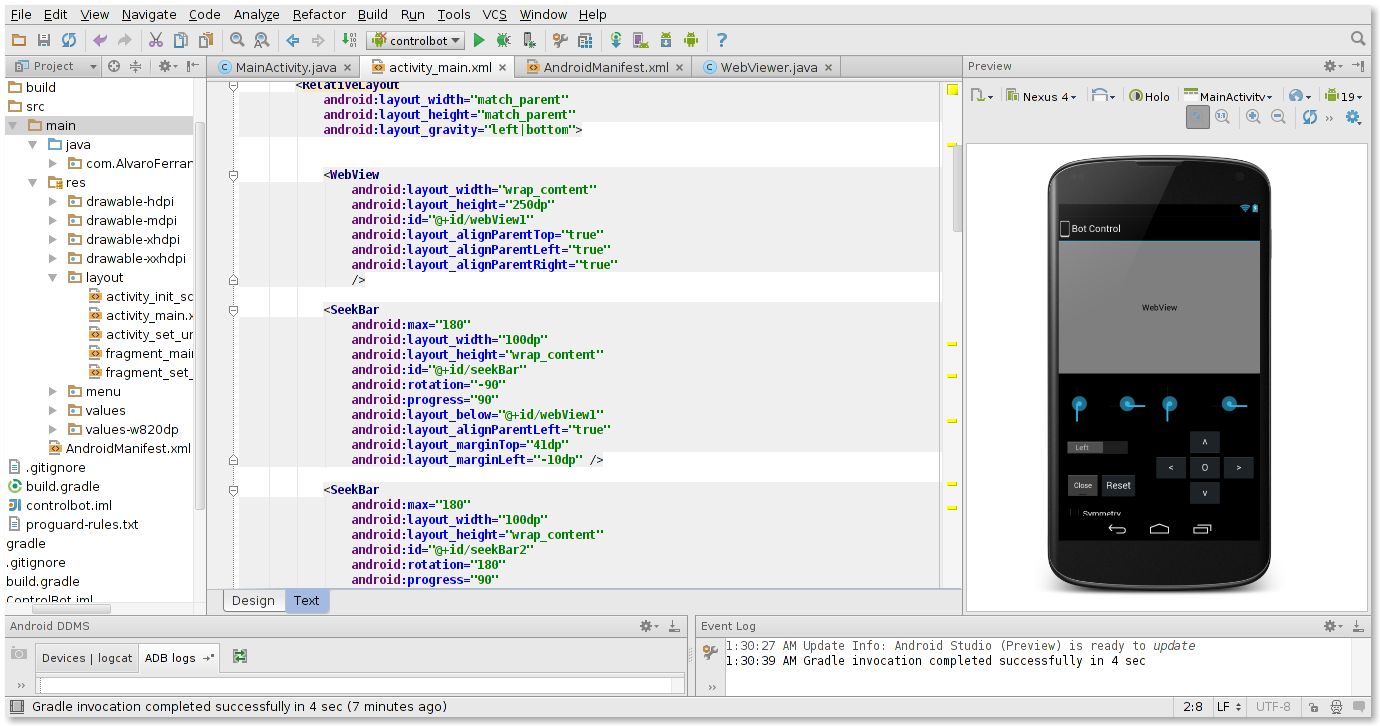 File Edit View Navigate Code Analyze Refactor Build Run Tools VCS Window Help
controlbot
Project
MainActivity.java activity_main.xml AndroidManifest.xml WebViewer.java
build
src
main
java
com.AlvaroFerran
res
drawable-hdpi
drawable-mdpi
drawable-xhdpi
drawable-xxhdpi
layout
activity_init_sc
activity_main.x
activity_set_ur
fragment_mai
fragment_set_
menu
values
values-w820dp
AndroidManifest.xml
.gitignore
build.gradle
controlbot.iml
proguard-rules.txt
gradle
.gitignore
build.gradle
ControlBot.iml
<RelativeLayout
android:layout_width="match_parent"
android:layout_height="match_parent"
android:layout_gravity="left|bottom">
<WebView
android:layout_width="wrap_content"
android:layout_height="250dp"
android:id="@+id/webView1"
android:layout_alignParentTop="true"
android:layout_alignParentLeft="true"
android:layout_alignParentRight="true"
/>
<SeekBar
android:max="180"
android:layout_width="100dp"
android:layout_height="wrap_content"
android:id="@+id/seekBar"
android:rotation="-90"
android:progress="90"
android:layout_below="@+id/webView1"
android:layout_alignParentLeft="true"
android:layout_marginTop="41dp"
android:layout_marginLeft="-10dp" />
<SeekBar
android:max="180"
android:layout_width="100dp"
android:layout_height="wrap_content"
android:id="@+id/seekBar2"
android:rotation="180"
android:progress="90"
Design Text
Preview
Nexus 4 Holo MainActivity 19
1:1
Bot Control
WebView
Left
Close Reset
^
< O >
v
Symmetry
Android DDMS
Devices | logcat ADB logs
Event Log
1:30:27 AM Update Info: Android Studio (Preview) is ready to update
1:30:39 AM Gradle invocation completed successfully in 4 sec
Gradle invocation completed successfully in 4 sec (7 minutes ago)
2:8 LF UTF-8